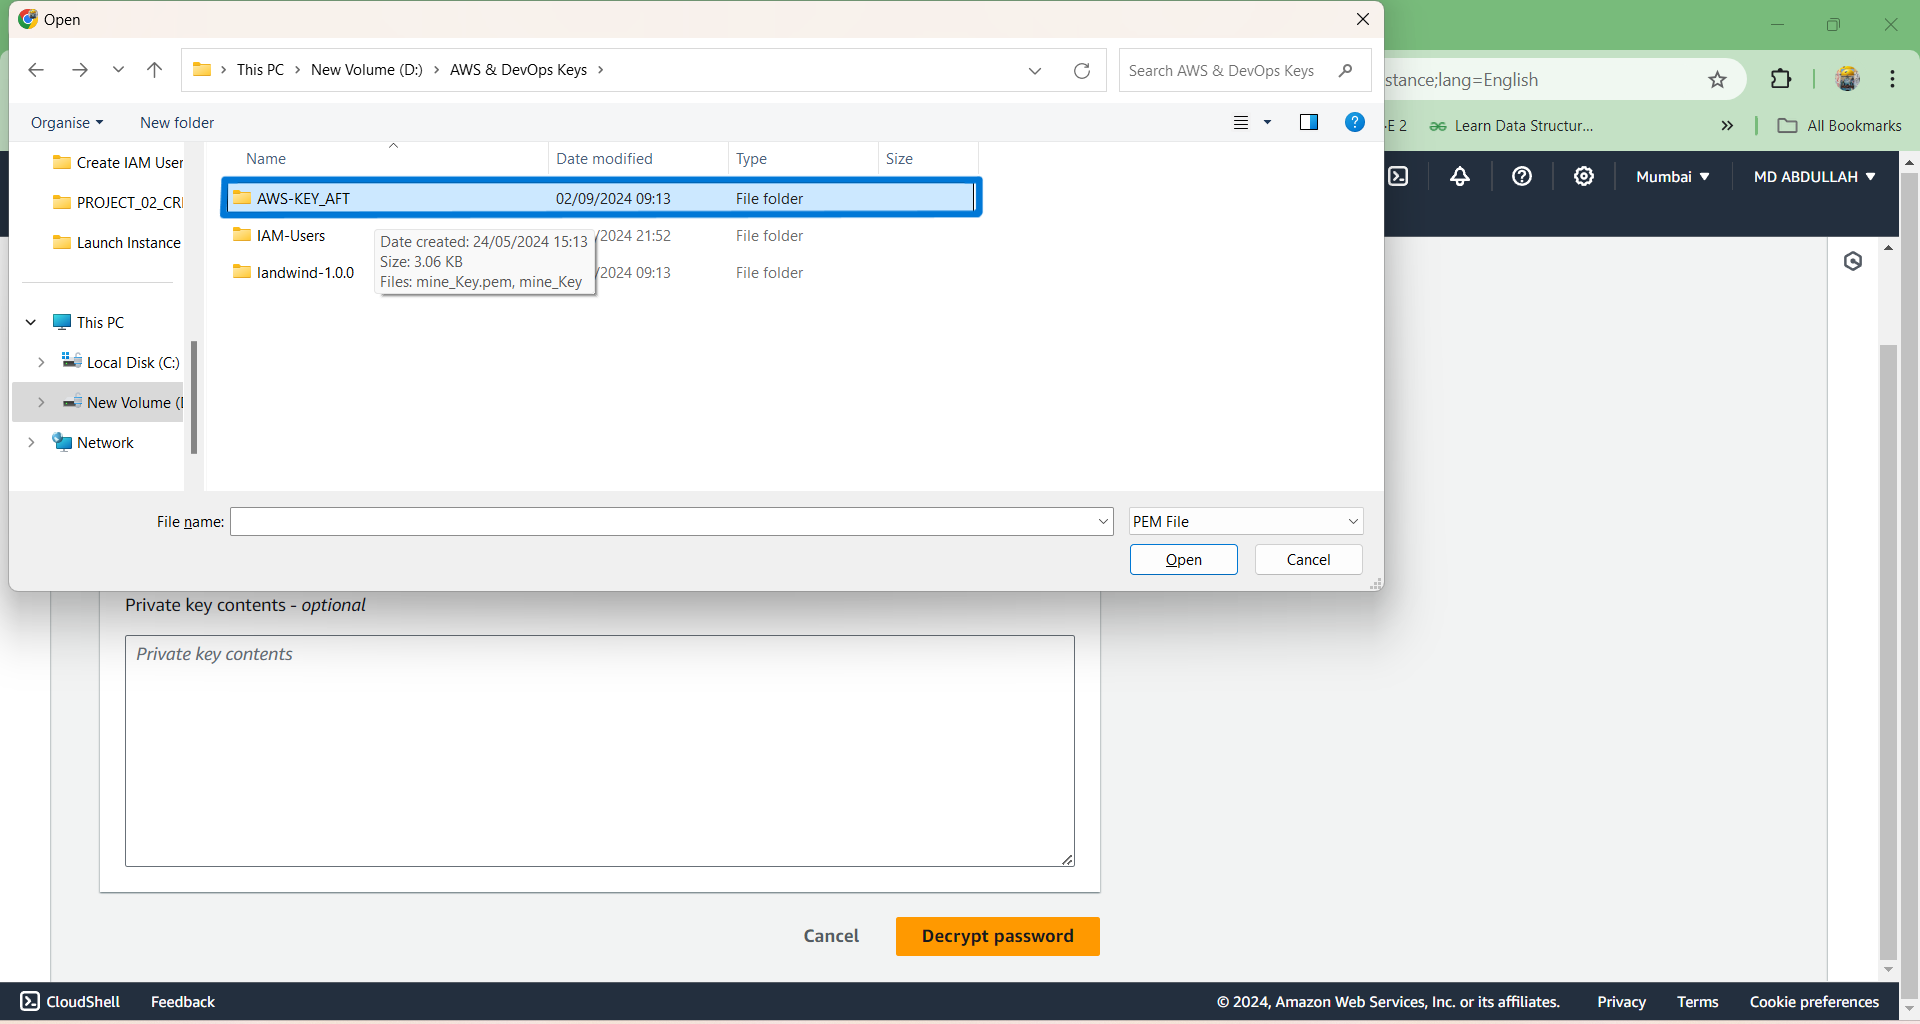 Open
This PC > New Volume (D:) > AWS & DevOps Keys >
Search AWS & DevOps Keys
stance;lang=English
Organise
New folder
E 2
Learn Data Structur...
All Bookmarks
Create IAM User
PROJECT_02_CRI
Launch Instance
This PC
Local Disk (C:)
New Volume (
Network
Name Date modified Type Size
AWS-KEY_AFT 02/09/2024 09:13 File folder
IAM-Users /2024 21:52 File folder
landwind-1.0.0 /2024 09:13 File folder
Date created: 24/05/2024 15:13
Size: 3.06 KB
Files: mine_Key.pem, mine_Key
Mumbai
MD ABDULLAH
File name:
PEM File
Open
Cancel
Private key contents - optional
Private key contents
Cancel
Decrypt password
CloudShell
Feedback
© 2024, Amazon Web Services, Inc. or its affiliates.
Privacy
Terms
Cookie preferences